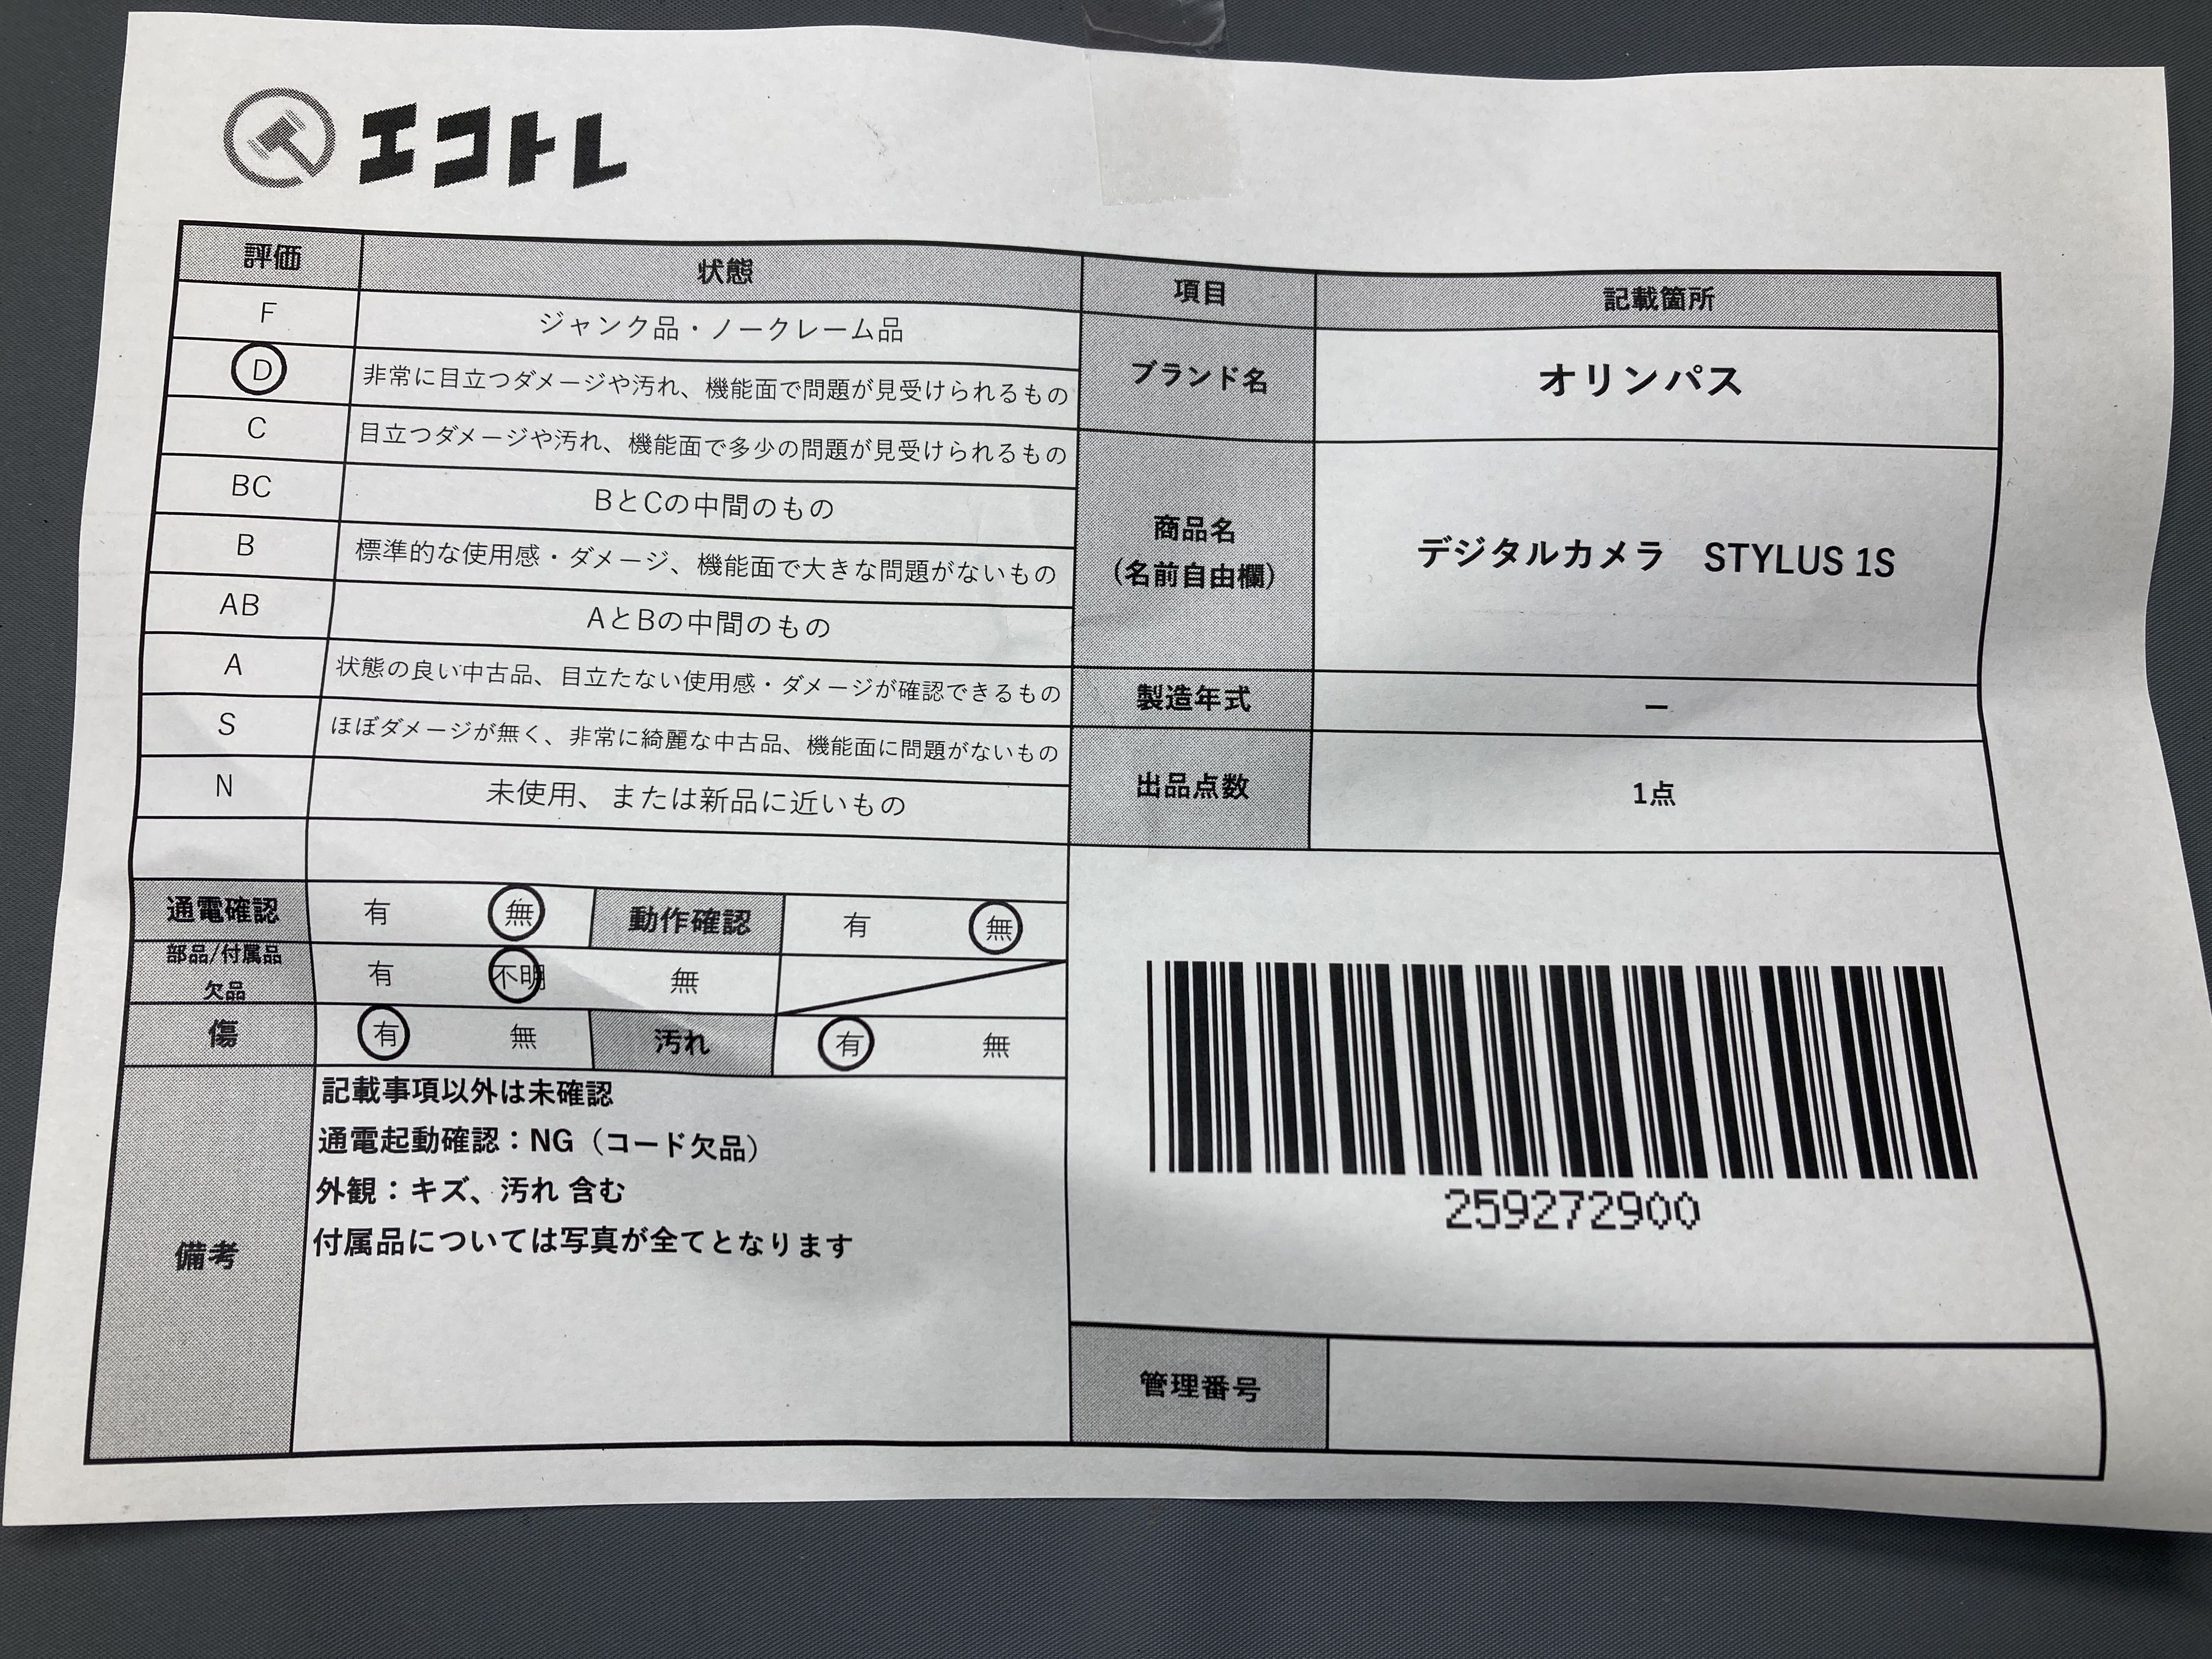 エコトレ
評価 状態
F ジャンク品・ノークレーム品
D 非常に目立つダメージや汚れ、機能面で問題が見受けられるもの
C 目立つダメージや汚れ、機能面で多少の問題が見受けられるもの
BC BとCの中間のもの
B 標準的な使用感・ダメージ、機能面で大きな問題がないもの
AB AとBの中間のもの
A 状態の良い中古品、目立たない使用感・ダメージが確認できるもの
S ほぼダメージが無く、非常に綺麗な中古品、機能面に問題がないもの
N 未使用、または新品に近いもの
通電確認 有 無 動作確認 有 無
部品/付属品
欠品
有 不明 無
傷 有 無 汚れ 有 無
備考
記載事項以外は未確認
通電起動確認：NG（コード欠品）
外観：キズ、汚れ 含む
付属品については写真が全てとなります
項目 記載箇所
ブランド名 オリンパス
商品名
（名前自由欄）
デジタルカメラ　STYLUS 1S
製造年式 ー
出品点数 1点
259272900
管理番号